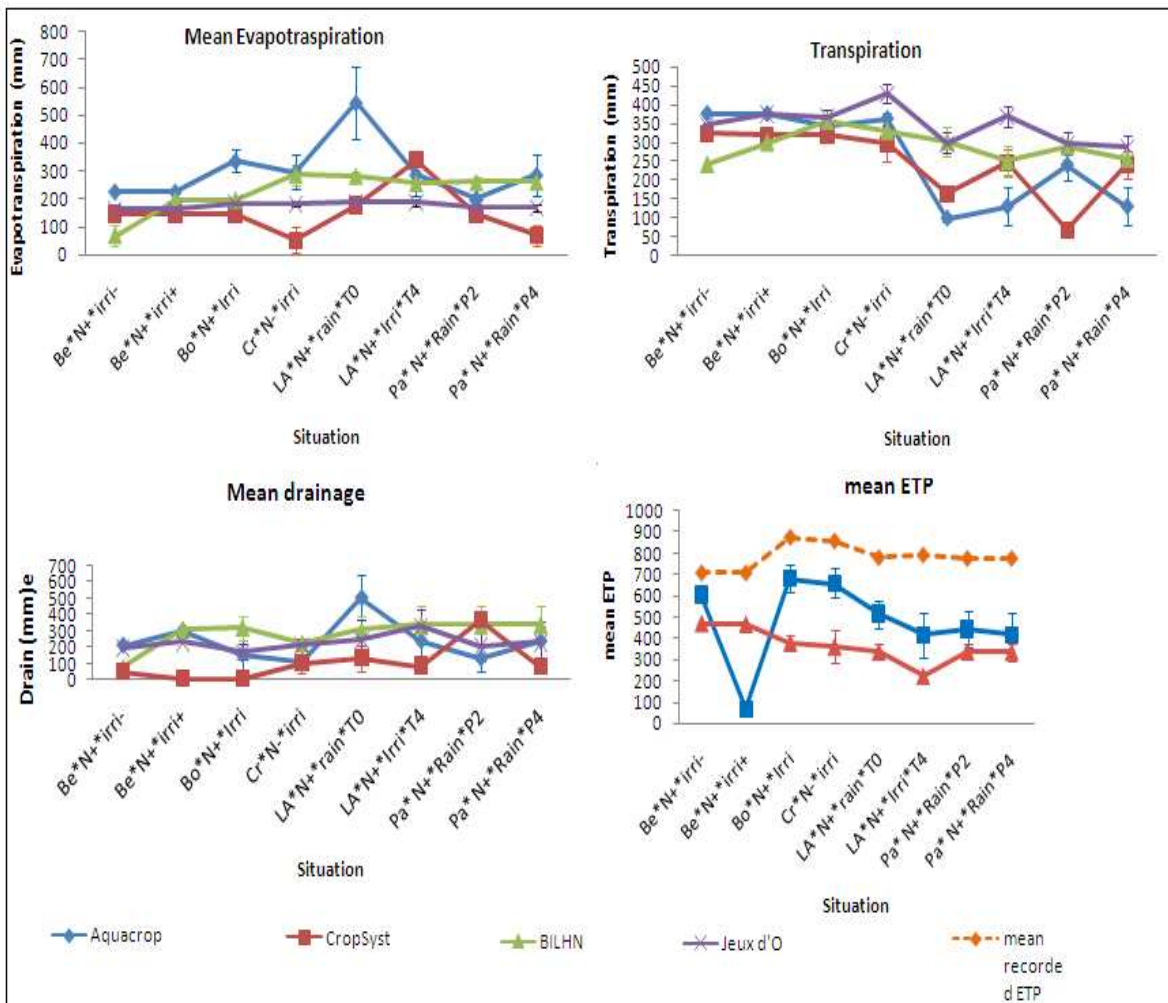 Mean Evapotraspiration
Evapotranspiration (mm)
800
700
600
500
400
300
200
100
0
Be*N+*irri-
Be*N+*irri+
Bo*N+*Irri
Cr*N-*irri
LA*N+*rain*T0
LA*N+*Irri*T4
Pa* N+*Rain*P2
Pa* N+*Rain*P4
Situation
Transpiration
Transpiration (mm)
500
450
400
350
300
250
200
150
100
50
0
Be*N+*irri-
Be*N+*irri+
Bo*N+*Irri
Cr*N-*irri
LA*N+*rain*T0
LA*N+*Irri*T4
Pa* N+*Rain*P2
Pa* N+*Rain*P4
Situation
Mean drainage
Drain (mm)e
700
600
500
400
300
200
100
0
Be*N+*irri-
Be*N+*irri+
Bo*N+*Irri
Cr*N-*irri
LA*N+*rain*T0
LA*N+*Irri*T4
Pa* N+*Rain*P2
Pa* N+*Rain*P4
Situation
mean ETP
mean ETP
1000
900
800
700
600
500
400
300
200
100
0
Be*N+*irri-
Be*N+*irri+
Bo*N+*Irri
Cr*N-*irri
LA*N+*rain*T0
LA*N+*Irri*T4
Pa* N+*Rain*P2
Pa* N+*Rain*P4
Situation
Aquacrop
CropSyst
BILHN
Jeux d'O
mean
recorde
d ETP